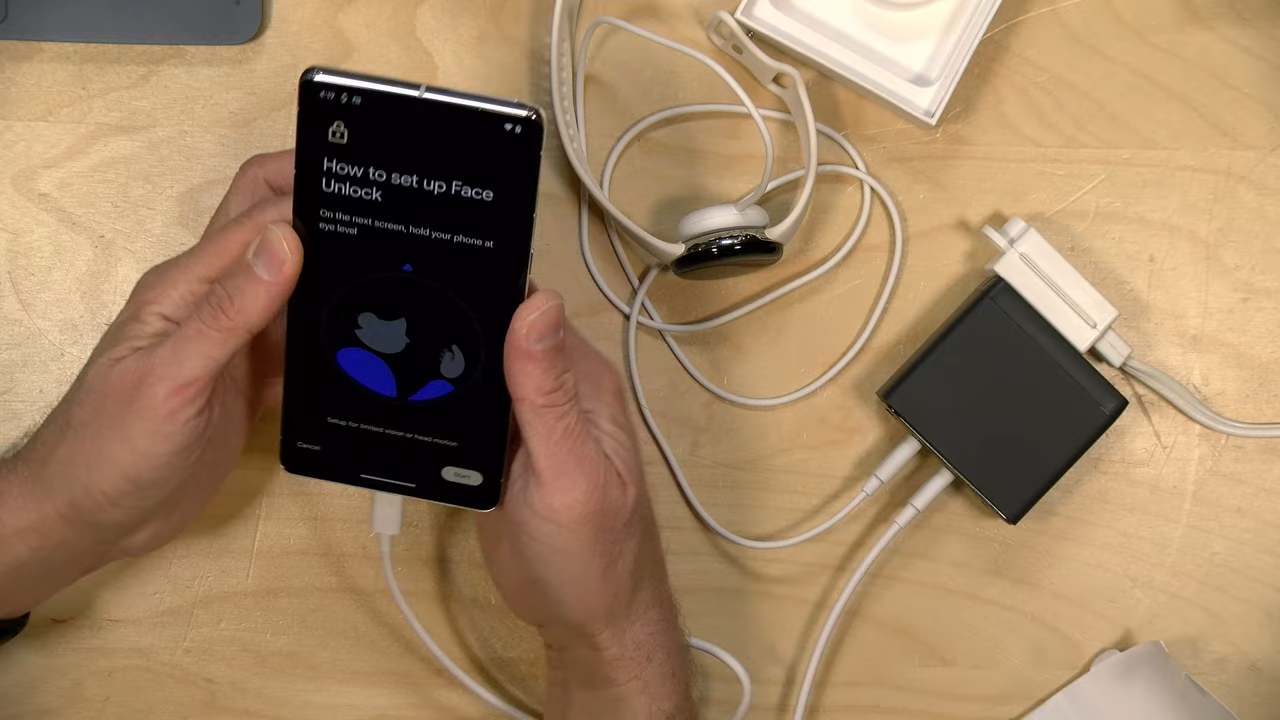 How to set up Face
Unlock
On the next screen, hold your phone at
eye level
Setup for limited vision or head motion
Cancel
Start